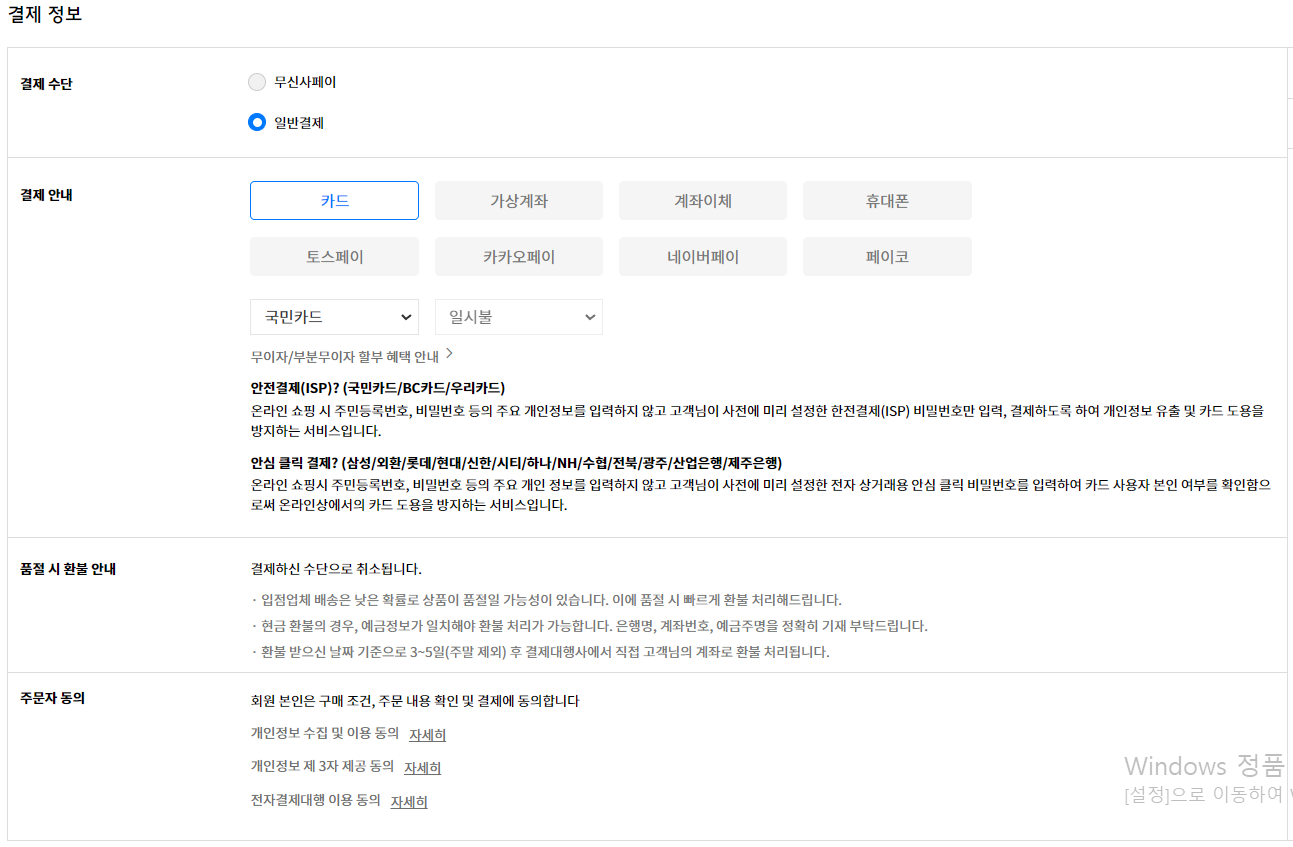 결제 정보
결제 수단
무신사페이
일반결제
결제 안내
카드
가상계좌
계좌이체
휴대폰
토스페이
카카오페이
네이버페이
페이코
국민카드
일시불
무이자/부분무이자 할부 혜택 안내
안전결제(ISP)? (국민카드/BC카드/우리카드)
온라인 쇼핑 시 주민등록번호, 비밀번호 등의 주요 개인정보를 입력하지 않고 고객님이 사전에 미리 설정한 한전결제(ISP) 비밀번호만 입력, 결제하도록 하여 개인정보 유출 및 카드 도용을
방지하는 서비스입니다.
안심 클릭 결제? (삼성/외환/롯데/현대/신한/시티/하나/NH/수협/전북/광주/산업은행/제주은행)
온라인 쇼핑시 주민등록번호, 비밀번호 등의 주요 개인 정보를 입력하지 않고 고객님이 사전에 미리 설정한 전자 상거래용 안심 클릭 비밀번호를 입력하여 카드 사용자 본인 여부를 확인함으
로써 온라인상에서의 카드 도용을 방지하는 서비스입니다.
품절 시 환불 안내
결제하신 수단으로 취소됩니다.
· 입점업체 배송은 낮은 확률로 상품이 품절일 가능성이 있습니다. 이에 품절 시 빠르게 환불 처리해드립니다.
· 현금 환불의 경우, 예금정보가 일치해야 환불 처리가 가능합니다. 은행명, 계좌번호, 예금주명을 정확히 기재 부탁드립니다.
· 환불 받으신 날짜 기준으로 3~5일(주말 제외) 후 결제대행사에서 직접 고객님의 계좌로 환불 처리됩니다.
주문자 동의
회원 본인은 구매 조건, 주문 내용 확인 및 결제에 동의합니다
개인정보 수집 및 이용 동의 자세히
개인정보 제 3자 제공 동의 자세히
전자결제대행 이용 동의 자세히
Windows 정품
[설정]으로 이동하여